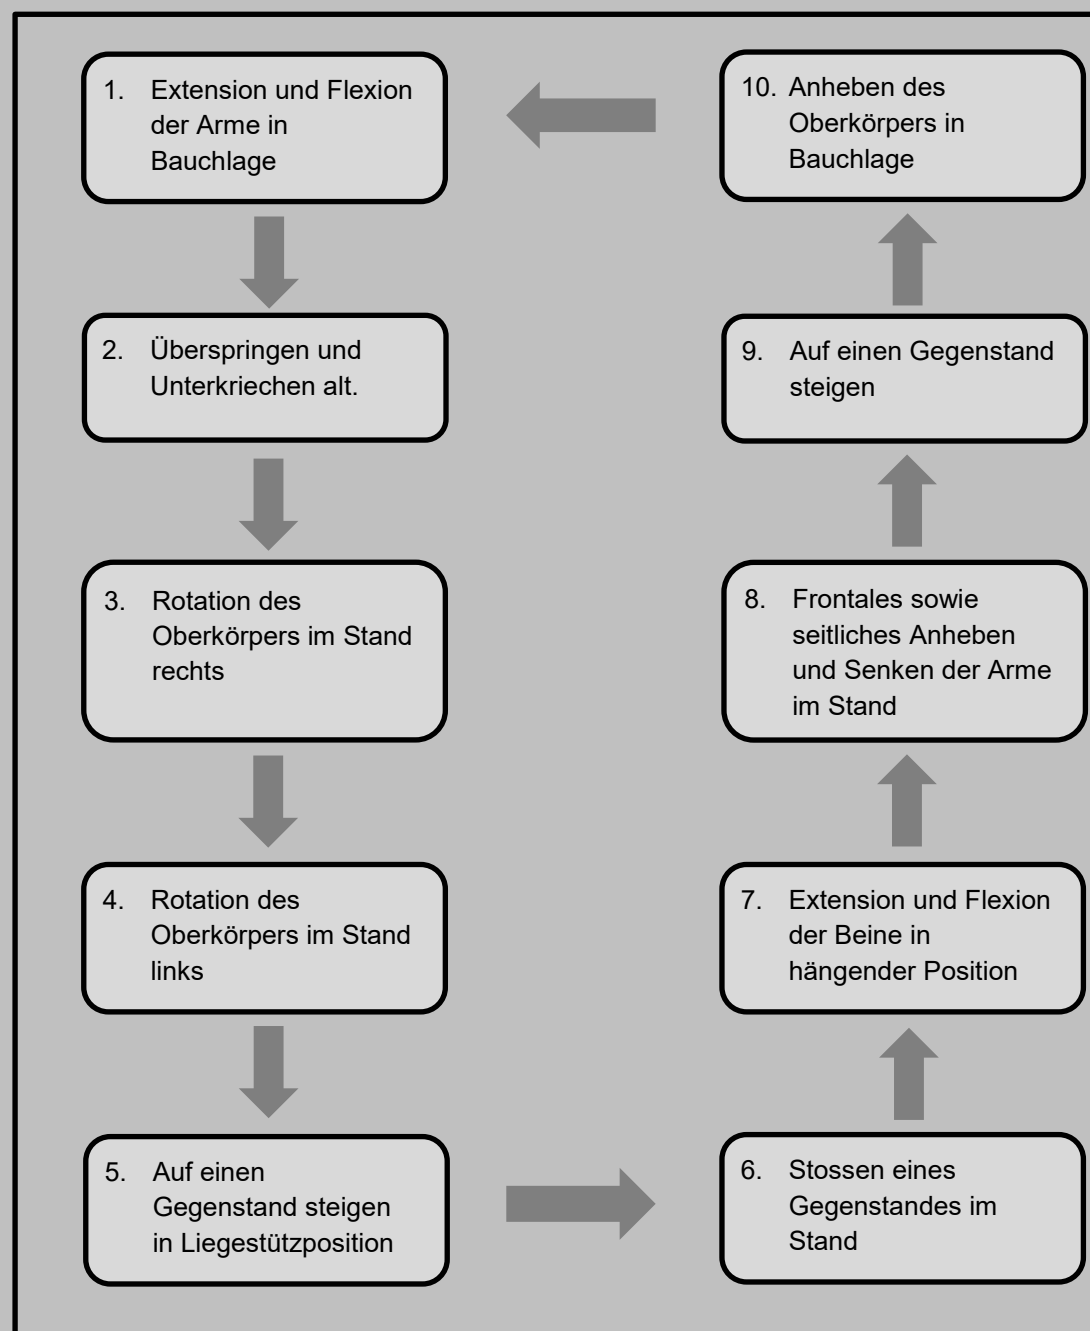 1. Extension und Flexion
der Arme in
Bauchlage
2. Überspringen und
Unterkriechen alt.
3. Rotation des
Oberkörpers im Stand
rechts
4. Rotation des
Oberkörpers im Stand
links
5. Auf einen
Gegenstand steigen
in Liegestützposition
6. Stossen eines
Gegenstandes im
Stand
7. Extension und Flexion
der Beine in
hängender Position
8. Frontales sowie
seitliches Anheben
und Senken der Arme
im Stand
9. Auf einen Gegenstand
steigen
10. Anheben des
Oberkörpers in
Bauchlage